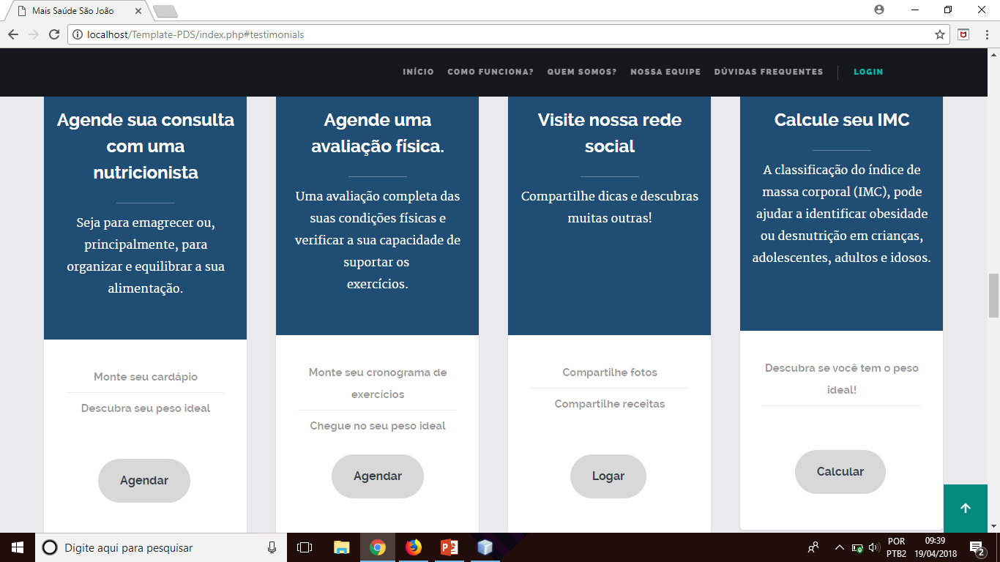 Mais Saúde São João
localhost/Template-PDS/index.php#testimonials
INÍCIO COMO FUNCIONA? QUEM SOMOS? NOSSA EQUIPE DÚVIDAS FREQUENTES LOGIN
Agende sua consulta
com uma
nutricionista
Seja para emagrecer ou,
principalmente, para
organizar e equilibrar a sua
alimentação.
Monte seu cardápio
Descubra seu peso ideal
Agendar
Agende uma
avaliação física.
Uma avaliação completa das
suas condições físicas e
verificar a sua capacidade de
suportar os
exercícios.
Monte seu cronograma de
exercícios
Chegue no seu peso ideal
Agendar
Visite nossa rede
social
Compartilhe dicas e descubras
muitas outras!
Compartilhe fotos
Compartilhe receitas
Logar
Calcule seu IMC
A classificação do índice de
massa corporal (IMC), pode
ajudar a identificar obesidade
ou desnutrição em crianças,
adolescentes, adultos e idosos.
Descubra se você tem o peso
ideal!
Calcular
Digite aqui para pesquisar
POR
PTB2
09:39
19/04/2018
2